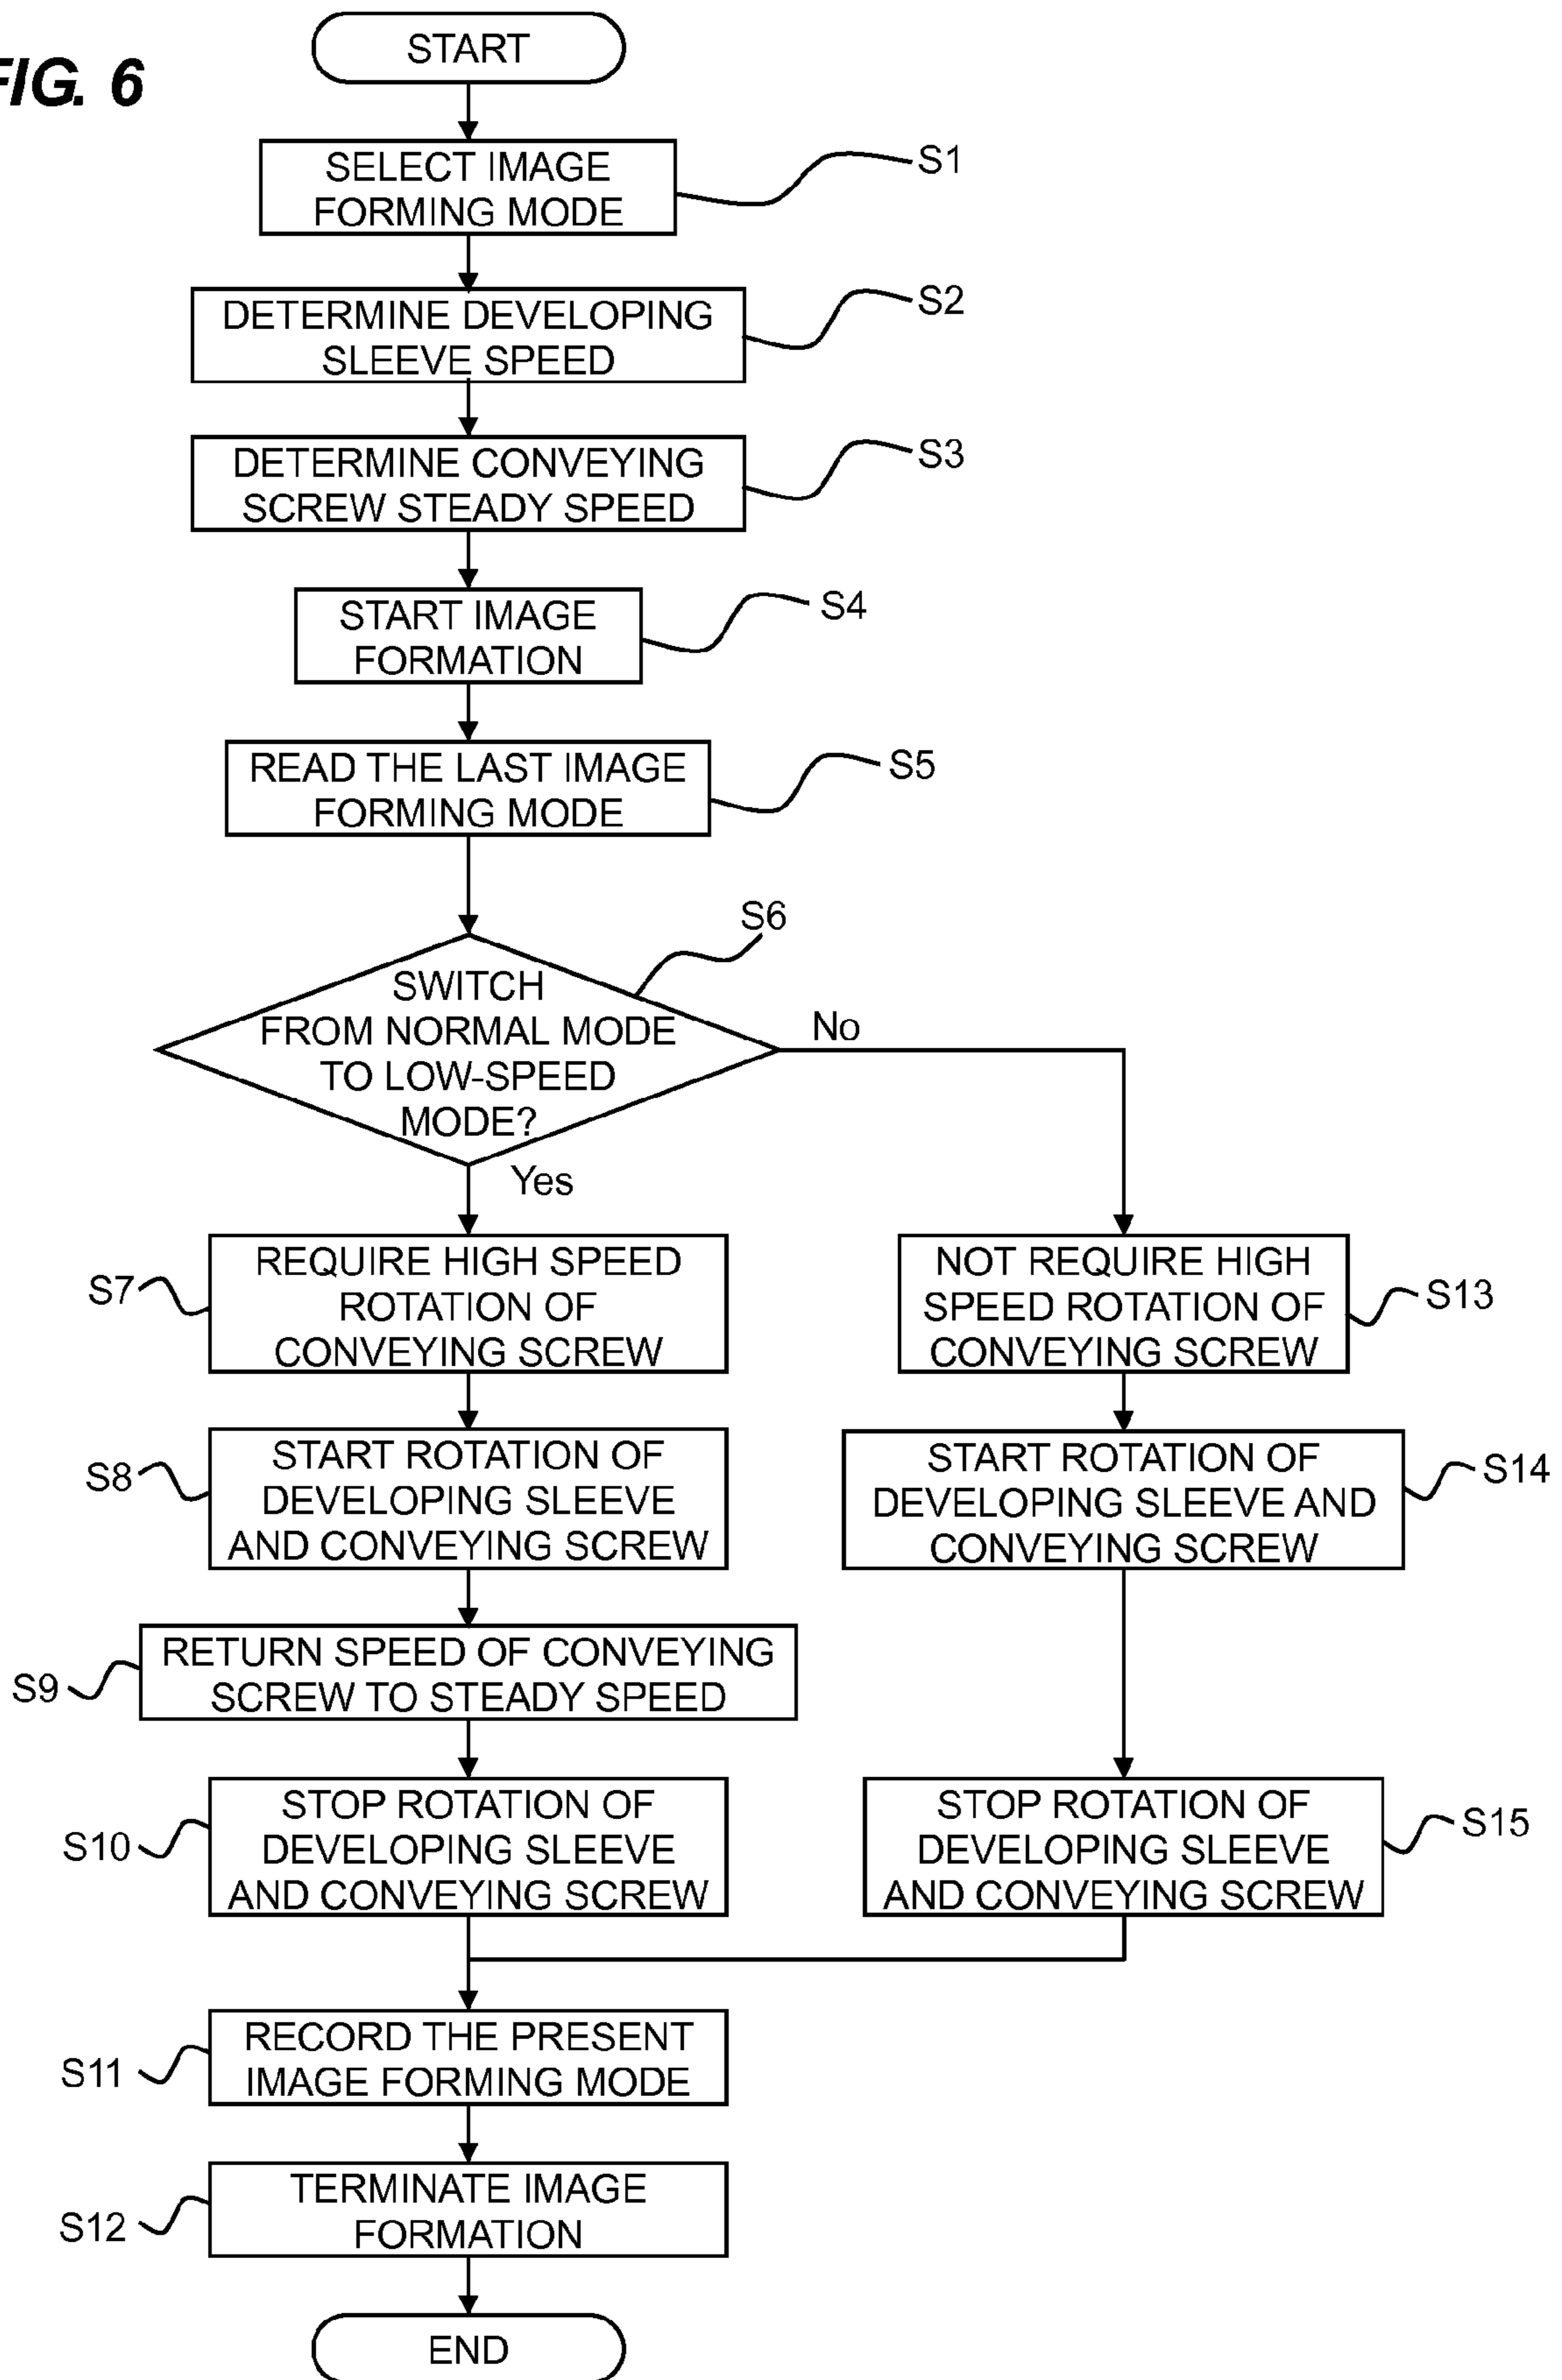 FIG. 6
START
SELECT IMAGE
FORMING MODE
S1
DETERMINE DEVELOPING
SLEEVE SPEED
S2
DETERMINE CONVEYING
SCREW STEADY SPEED
S3
START IMAGE
FORMATION
S4
READ THE LAST IMAGE
FORMING MODE
S5
S6
SWITCH
FROM NORMAL MODE
TO LOW-SPEED
MODE?
No
Yes
S7
REQUIRE HIGH SPEED
ROTATION OF
CONVEYING SCREW
NOT REQUIRE HIGH
SPEED ROTATION OF
CONVEYING SCREW
S13
S8
START ROTATION OF
DEVELOPING SLEEVE
AND CONVEYING SCREW
START ROTATION OF
DEVELOPING SLEEVE AND
CONVEYING SCREW
S14
S9
RETURN SPEED OF CONVEYING
SCREW TO STEADY SPEED
S10
STOP ROTATION OF
DEVELOPING SLEEVE
AND CONVEYING SCREW
STOP ROTATION OF
DEVELOPING SLEEVE
AND CONVEYING SCREW
S15
S11
RECORD THE PRESENT
IMAGE FORMING MODE
S12
TERMINATE IMAGE
FORMATION
END